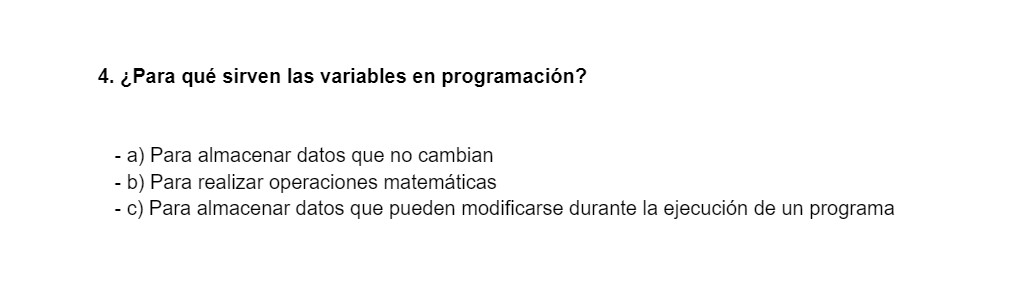 4. ¿Para qué sirven las variables en programación?
- a) Para almacenar datos que no cambian
- b) Para realizar operaciones matemáticas
- c) Para almacenar datos que pueden modificarse durante la ejecución de un programa